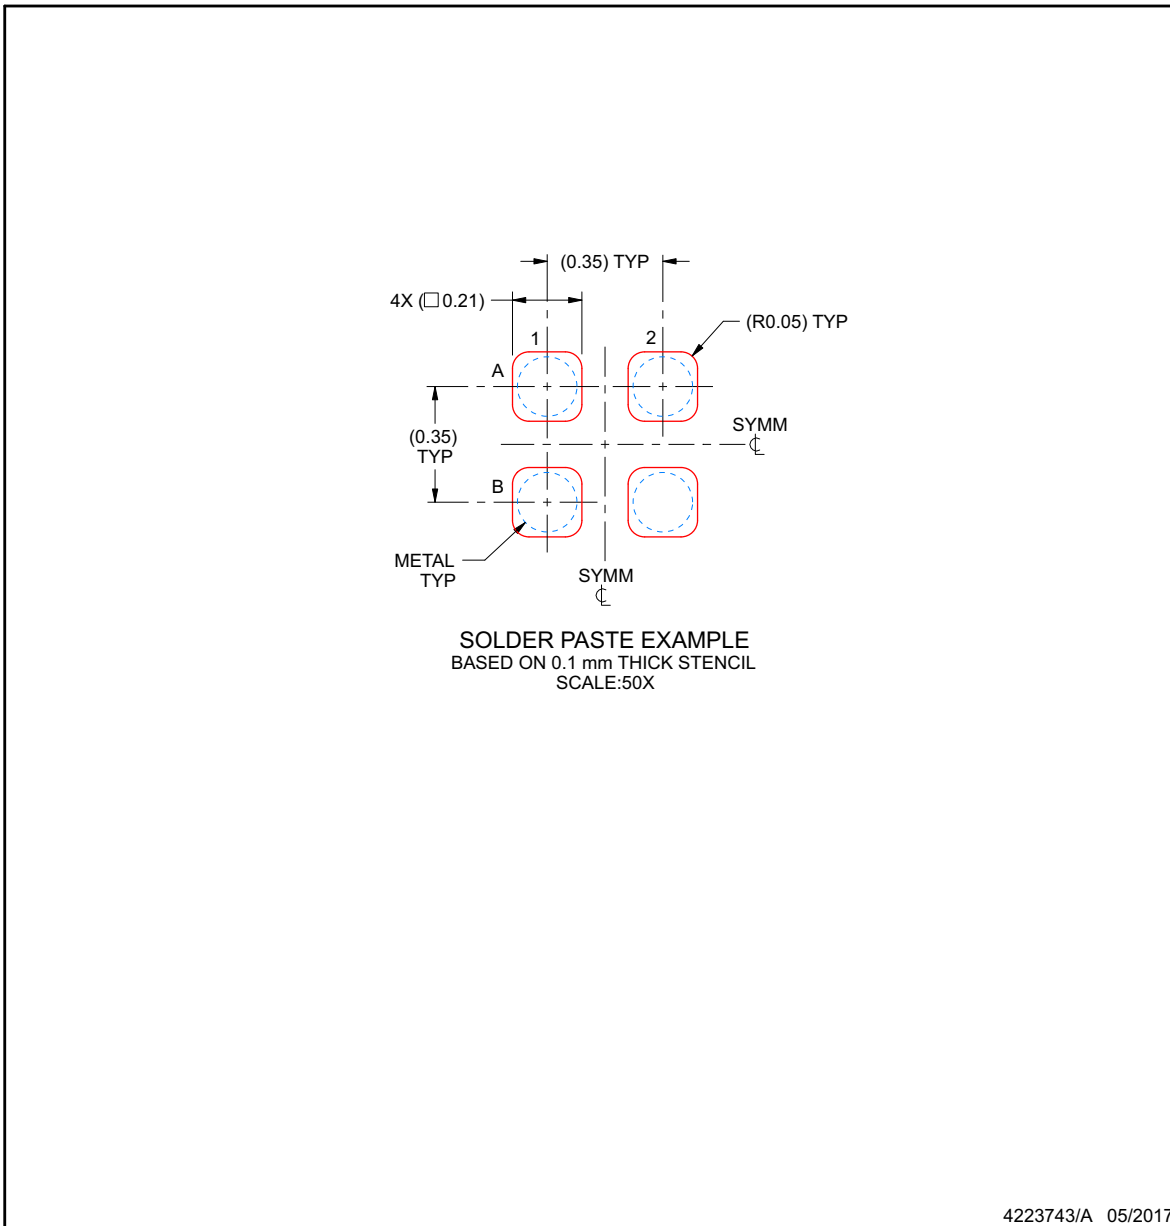 (0.35) TYP
4X (□0.21)
(R0.05) TYP
1
2
A
SYMM
℄
(0.35)
TYP
B
METAL
TYP
SYMM
℄
SOLDER PASTE EXAMPLE
BASED ON 0.1 mm THICK STENCIL
SCALE:50X
4223743/A 05/2017